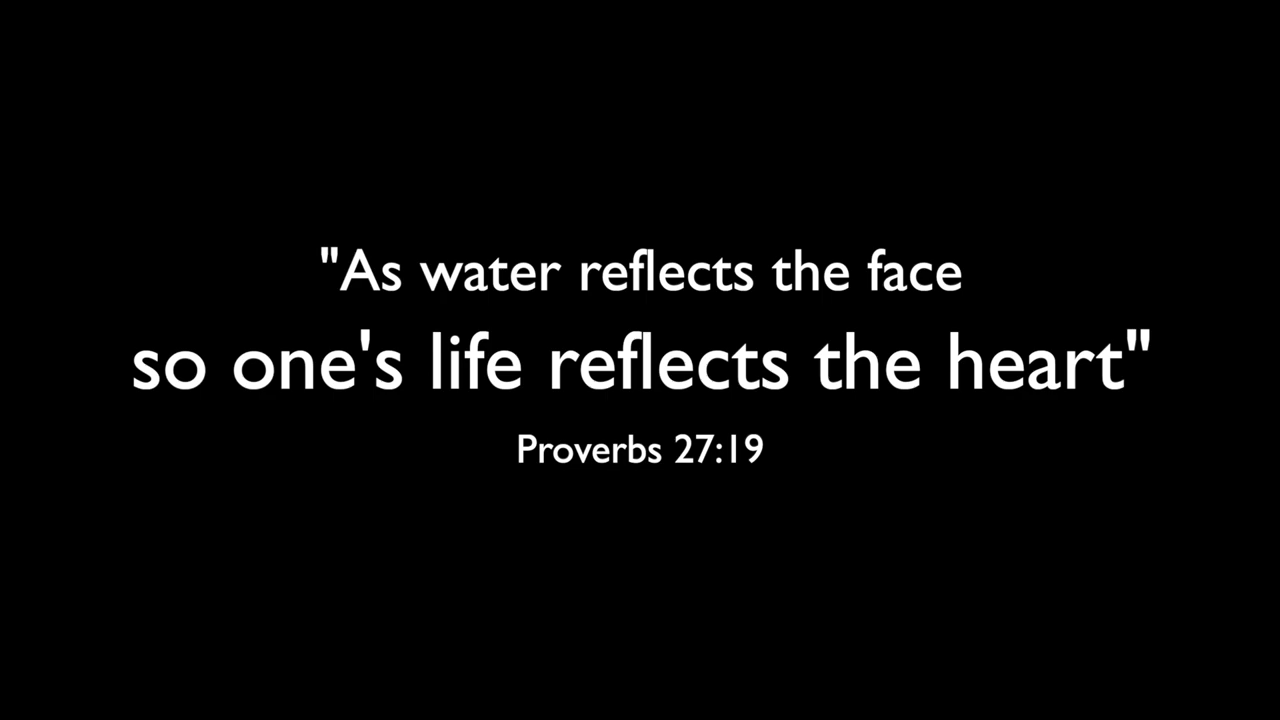 "As water reflects the face
so one's life reflects the heart"
Proverbs 27:19